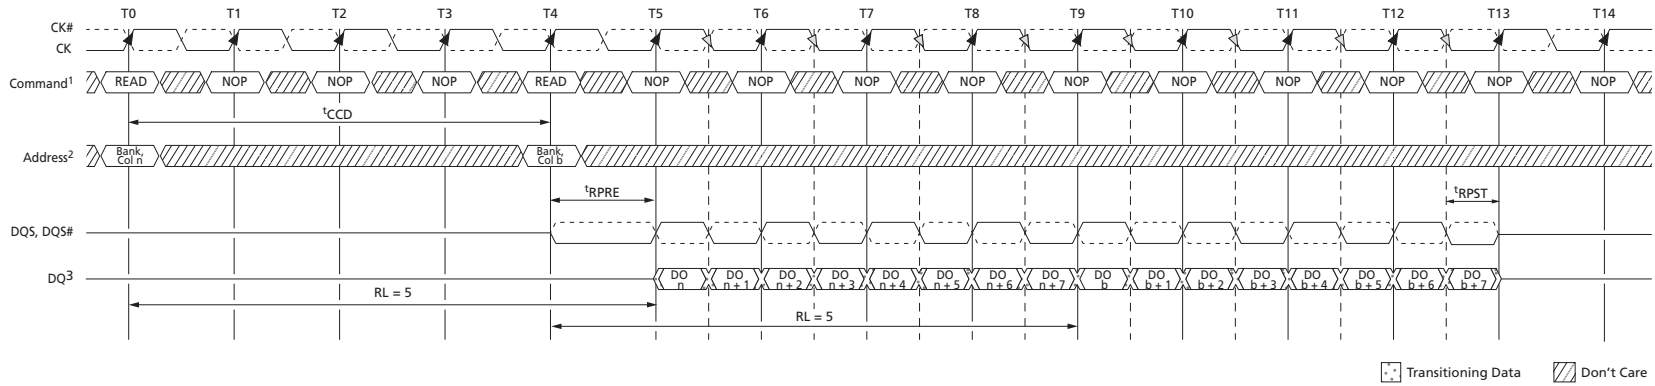 T0 T1 T2 T3 T4 T5 T6 T7 T8 T9 T10 T11 T12 T13 T14
CK#
CK
Command1 READ NOP NOP NOP READ NOP NOP NOP NOP NOP NOP NOP NOP NOP NOP
tCCD
Address2 Bank, Col n Bank, Col b
tRPRE tRPST
DQS, DQS#
DQ3 DO n DO n + 1 DO n + 2 DO n + 3 DO n + 4 DO n + 5 DO n + 6 DO n + 7 DO b DO b + 1 DO b + 2 DO b + 3 DO b + 4 DO b + 5 DO b + 6 DO b + 7
RL = 5
RL = 5
Transitioning Data Don't Care